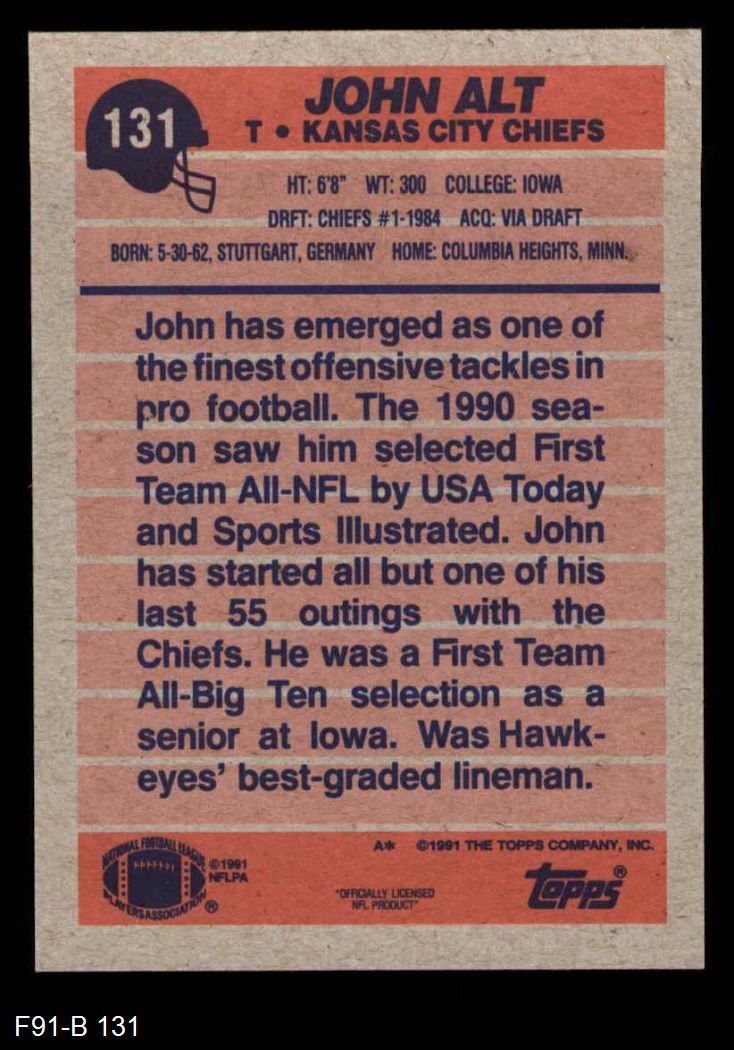 131
JOHN ALT
T • KANSAS CITY CHIEFS
HT: 6'8" WT: 300 COLLEGE: IOWA
DRFT: CHIEFS #1-1984 ACQ: VIA DRAFT
BORN: 5-30-62, STUTTGART, GERMANY HOME: COLUMBIA HEIGHTS, MINN.
John has emerged as one of
the finest offensive tackles in
pro football. The 1990 sea-
son saw him selected First
Team All-NFL by USA Today
and Sports Illustrated. John
has started all but one of his
last 55 outings with the
Chiefs. He was a First Team
All-Big Ten selection as a
senior at Iowa. Was Hawk-
eyes' best-graded lineman.
NATIONAL FOOTBALL LEAGUE
PLAYERS ASSOCIATION ®
©1991
NFLPA
A* ©1991 THE TOPPS COMPANY, INC.
"OFFICIALLY LICENSED
NFL PRODUCT"
topps®
F91-B 131